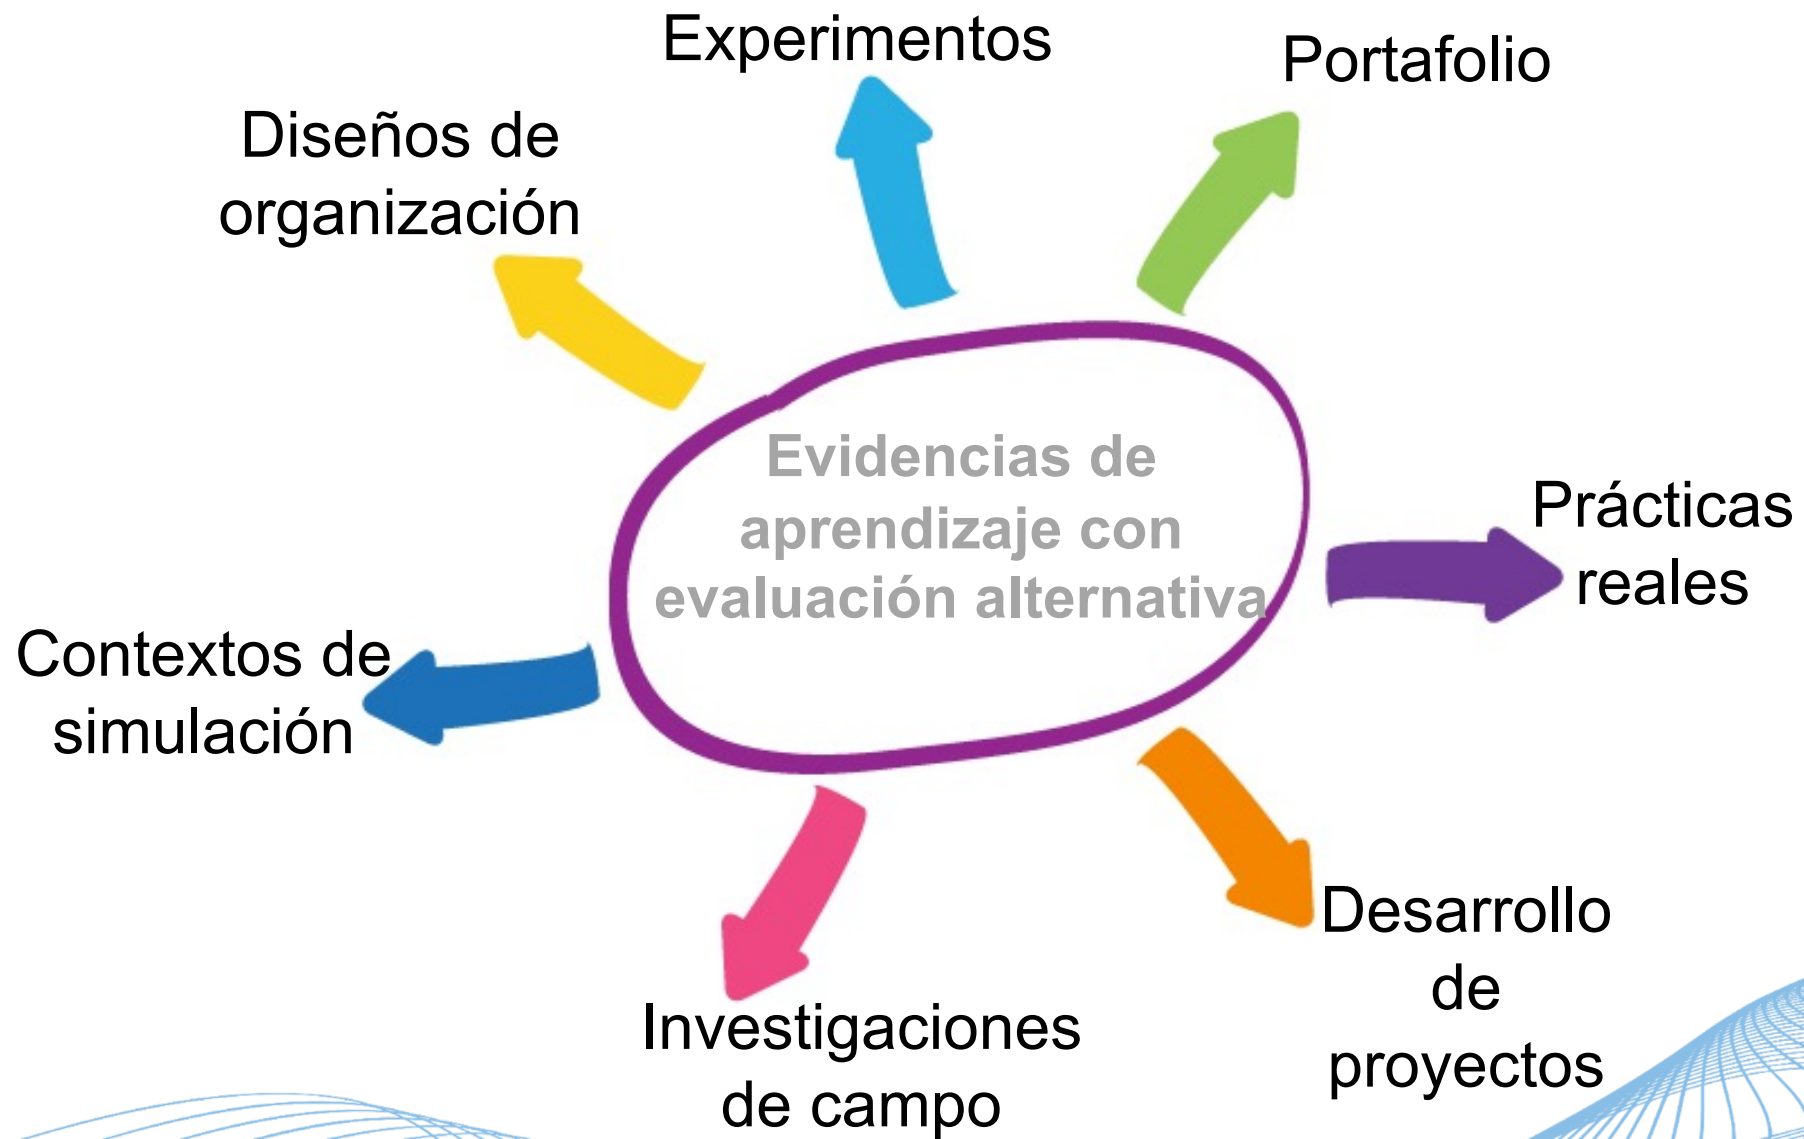 Experimentos
Portafolio
Diseños de
organización
Evidencias de
aprendizaje con
evaluación alternativa
Prácticas
reales
Contextos de
simulación
Desarrollo
de
proyectos
Investigaciones
de campo